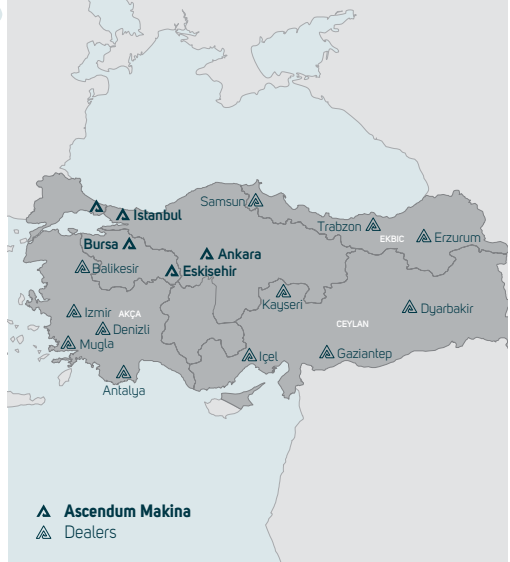 Samsun
Istanbul
Trabzon
EKBIC
Erzurum
Bursa
Ankara
Balikesir
Eskisehir
Kayseri
Izmir
AKÇA
Dyarbakir
Denizli
CEYLAN
Mugla
Içel
Gaziantep
Antalya
Ascendum Makina
Dealers